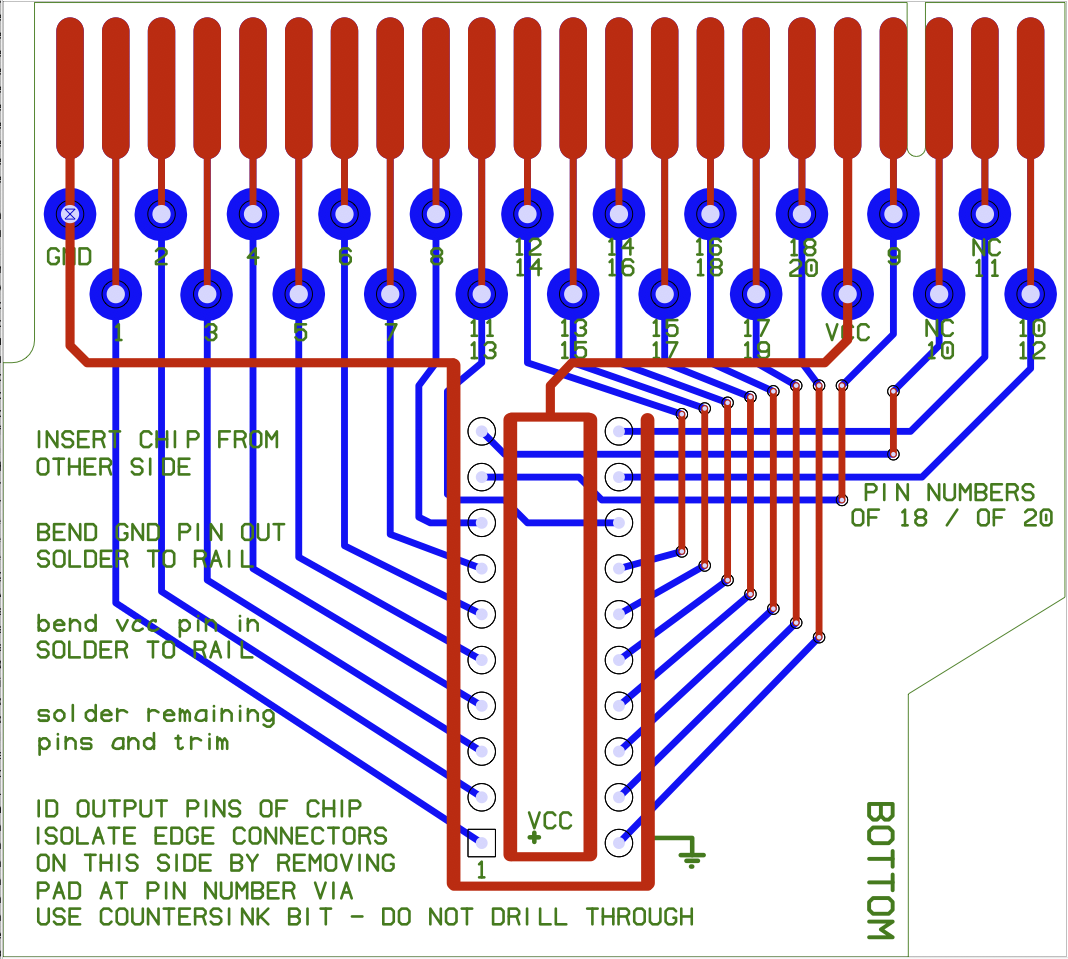 12 14 16 18
GND 2 4 6 8 14 16 18 20 9 NC 11
1 3 5 7 11 13 15 17 VCC NC 10
13 15 17 19 10 12
INSERT CHIP FROM
OTHER SIDE
PIN NUMBERS
OF 18 / OF 20
BEND GND PIN OUT
SOLDER TO RAIL
bend vcc pin in
SOLDER TO RAIL
solder remaining
pins and trim
ID OUTPUT PINS OF CHIP
ISOLATE EDGE CONNECTORS
ON THIS SIDE BY REMOVING
PAD AT PIN NUMBER VIA
USE COUNTERSINK BIT - DO NOT DRILL THROUGH
VCC
+
1
BOTTOM